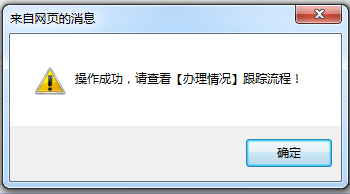 来自网页的消息
操作成功，请查看【办理情况】跟踪流程！
确定